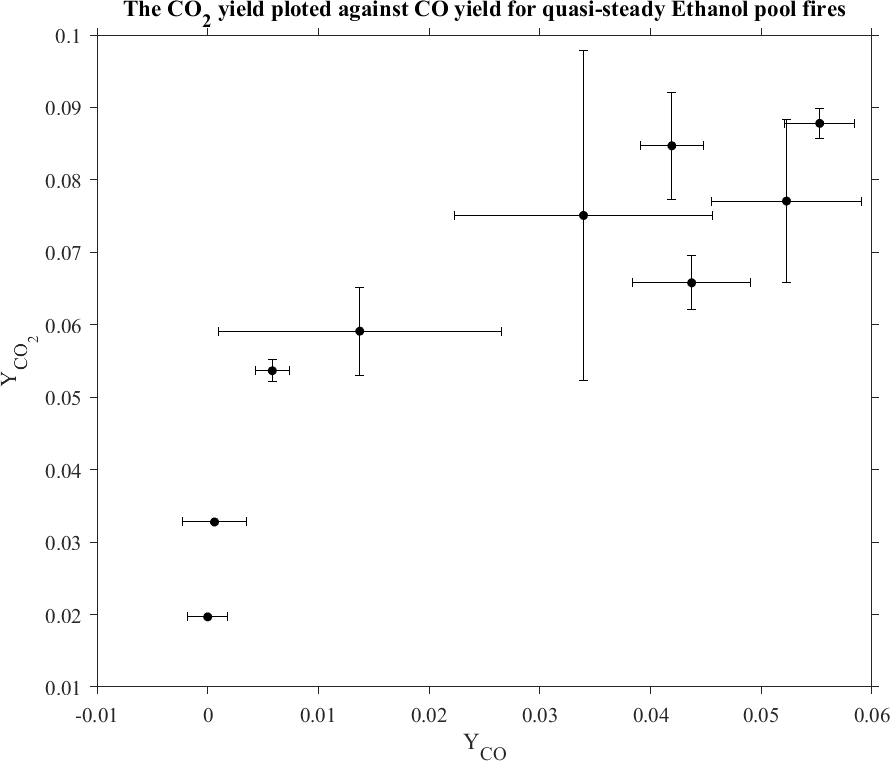 The CO2 yield ploted against CO yield for quasi-steady Ethanol pool fires
0.1
0.09
0.08
0.07
0.06
0.05
0.04
0.03
0.02
0.01
YCO2
-0.01 0 0.01 0.02 0.03 0.04 0.05 0.06
YCO